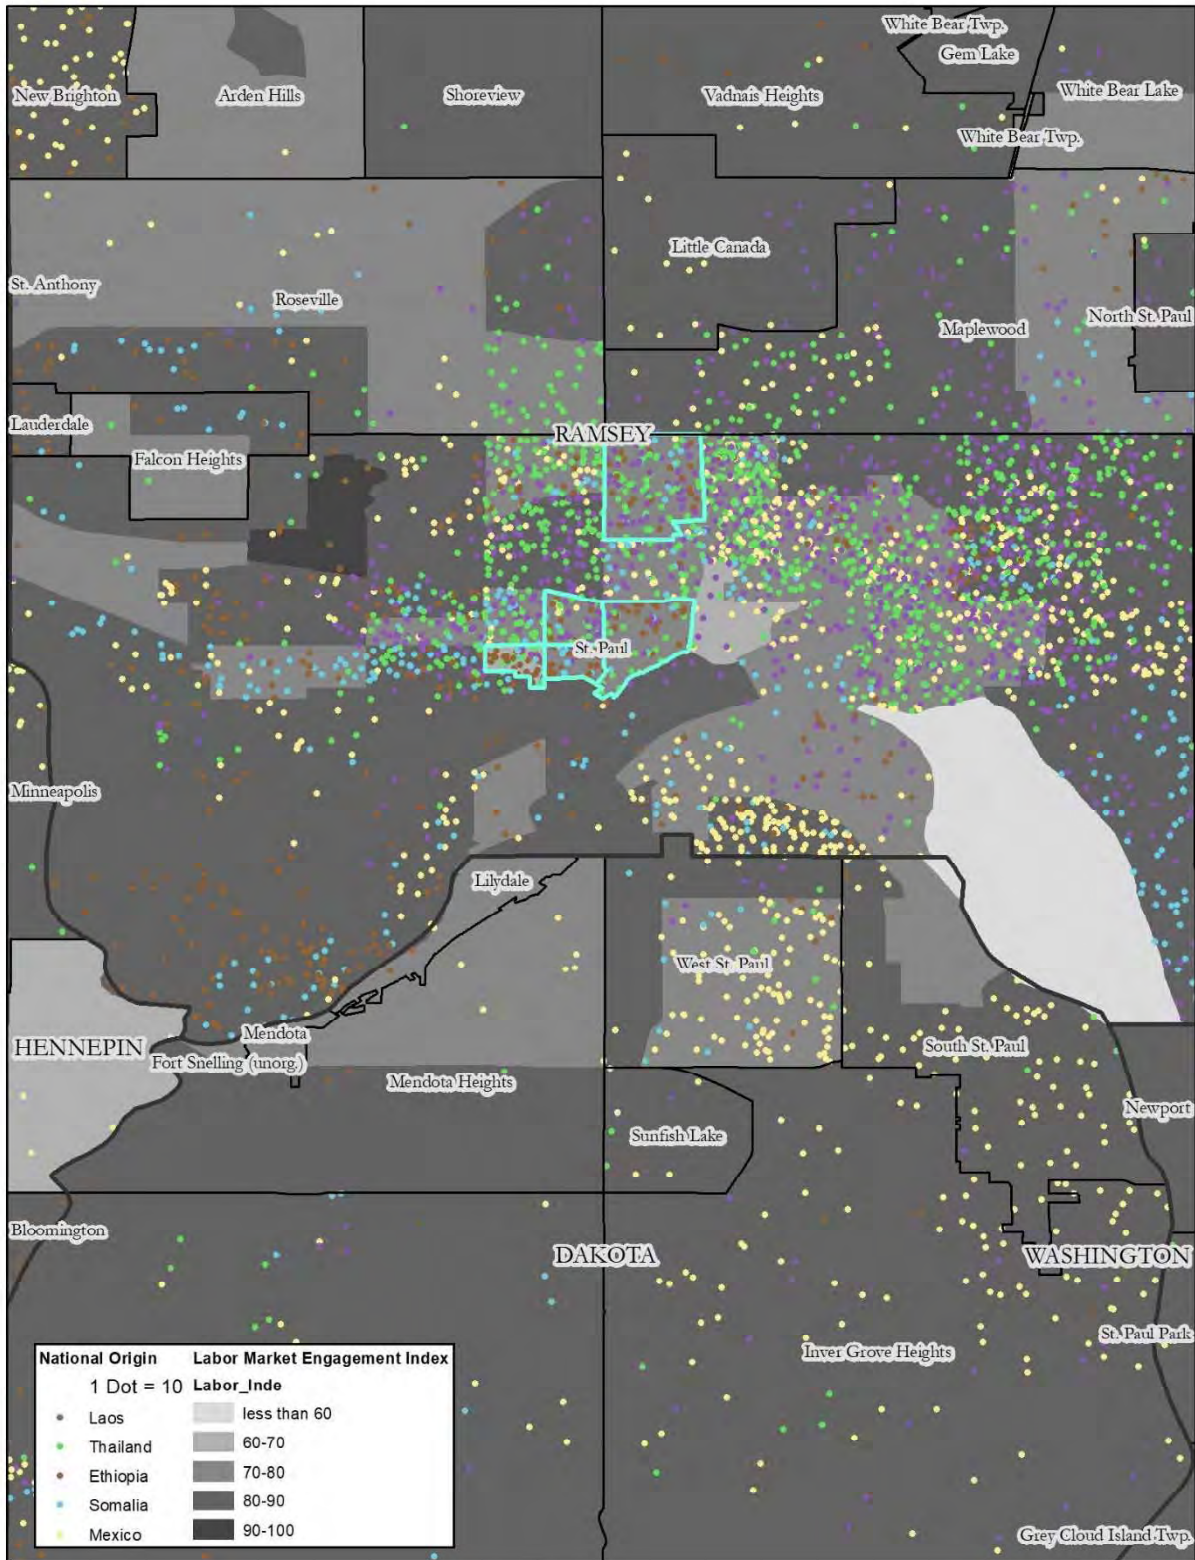 White Bear Twp.
Gem Lake
New Brighton
Arden Hills
Shoreview
Vadnais Heights
White Bear Lake
White Bear Twp.
Little Canada
St. Anthony
Roseville
Maplewood
North St. Paul
Lauderdale
RAMSEY
Falcon Heights
St. Paul
Minneapolis
Lilydale
West St. Paul
Mendota
HENNEPIN
Fort Snelling (unorg.)
South St. Paul
Mendota Heights
Newport
Sunfish Lake
Bloomington
DAKOTA
WASHINGTON
St. Paul Park
Inver Grove Heights
Grey Cloud Island Twp.
National Origin Labor Market Engagement Index
1 Dot = 10 Labor_Inde
Laos less than 60
Thailand 60-70
Ethiopia 70-80
Somalia 80-90
Mexico 90-100